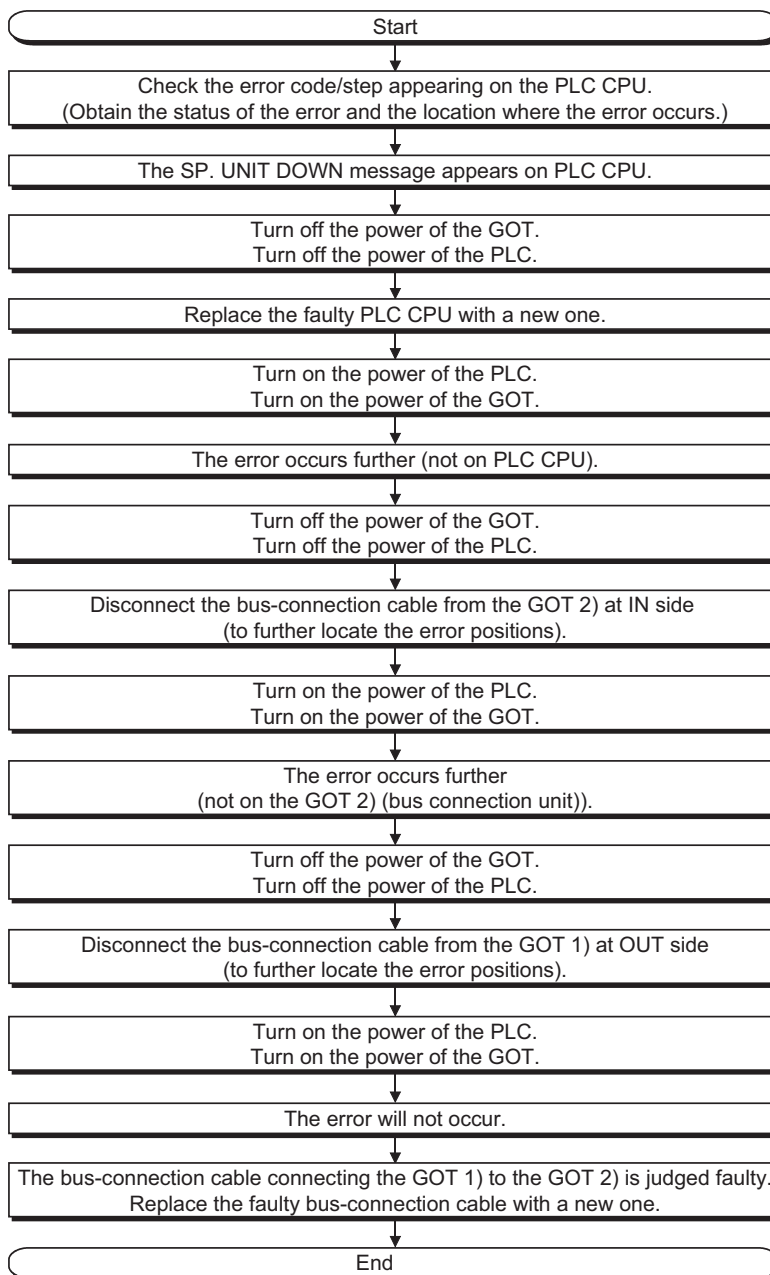 Start
Check the error code/step appearing on the PLC CPU.
(Obtain the status of the error and the location where the error occurs.)
The SP. UNIT DOWN message appears on PLC CPU.
Turn off the power of the GOT.
Turn off the power of the PLC.
Replace the faulty PLC CPU with a new one.
Turn on the power of the PLC.
Turn on the power of the GOT.
The error occurs further (not on PLC CPU).
Turn off the power of the GOT.
Turn off the power of the PLC.
Disconnect the bus-connection cable from the GOT 2) at IN side
(to further locate the error positions).
Turn on the power of the PLC.
Turn on the power of the GOT.
The error occurs further
(not on the GOT 2) (bus connection unit)).
Turn off the power of the GOT.
Turn off the power of the PLC.
Disconnect the bus-connection cable from the GOT 1) at OUT side
(to further locate the error positions).
Turn on the power of the PLC.
Turn on the power of the GOT.
The error will not occur.
The bus-connection cable connecting the GOT 1) to the GOT 2) is judged faulty.
Replace the faulty bus-connection cable with a new one.
End